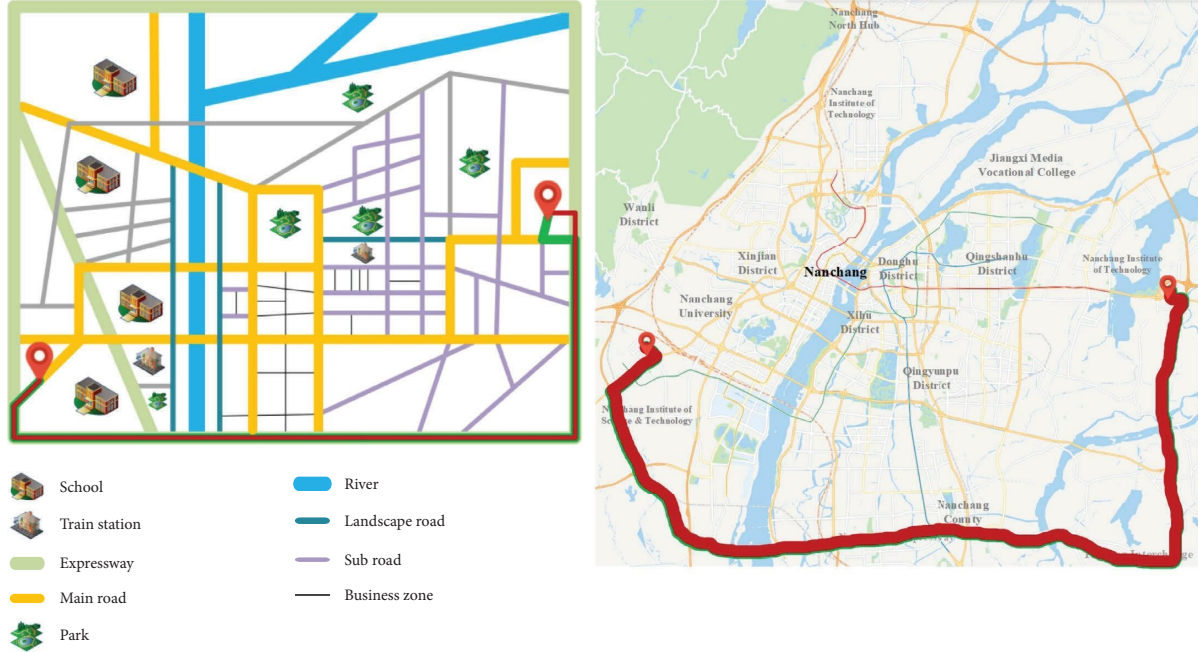 School
Train station
Expressway
Main road
Park
River
Landscape road
Sub road
Business zone
Nanchang
North Hub
Nanchang
Institute of
Technology
Jiangxi Media
Vocational College
Wanli
District
Xinjian
District
Nanchang
Donghu
District
Qingshanhu
District
Nanchang Institute
of Technology
Nanchang
University
Xihu
District
Qingyunpu
District
Institute of
& Technology
Nanchang
County